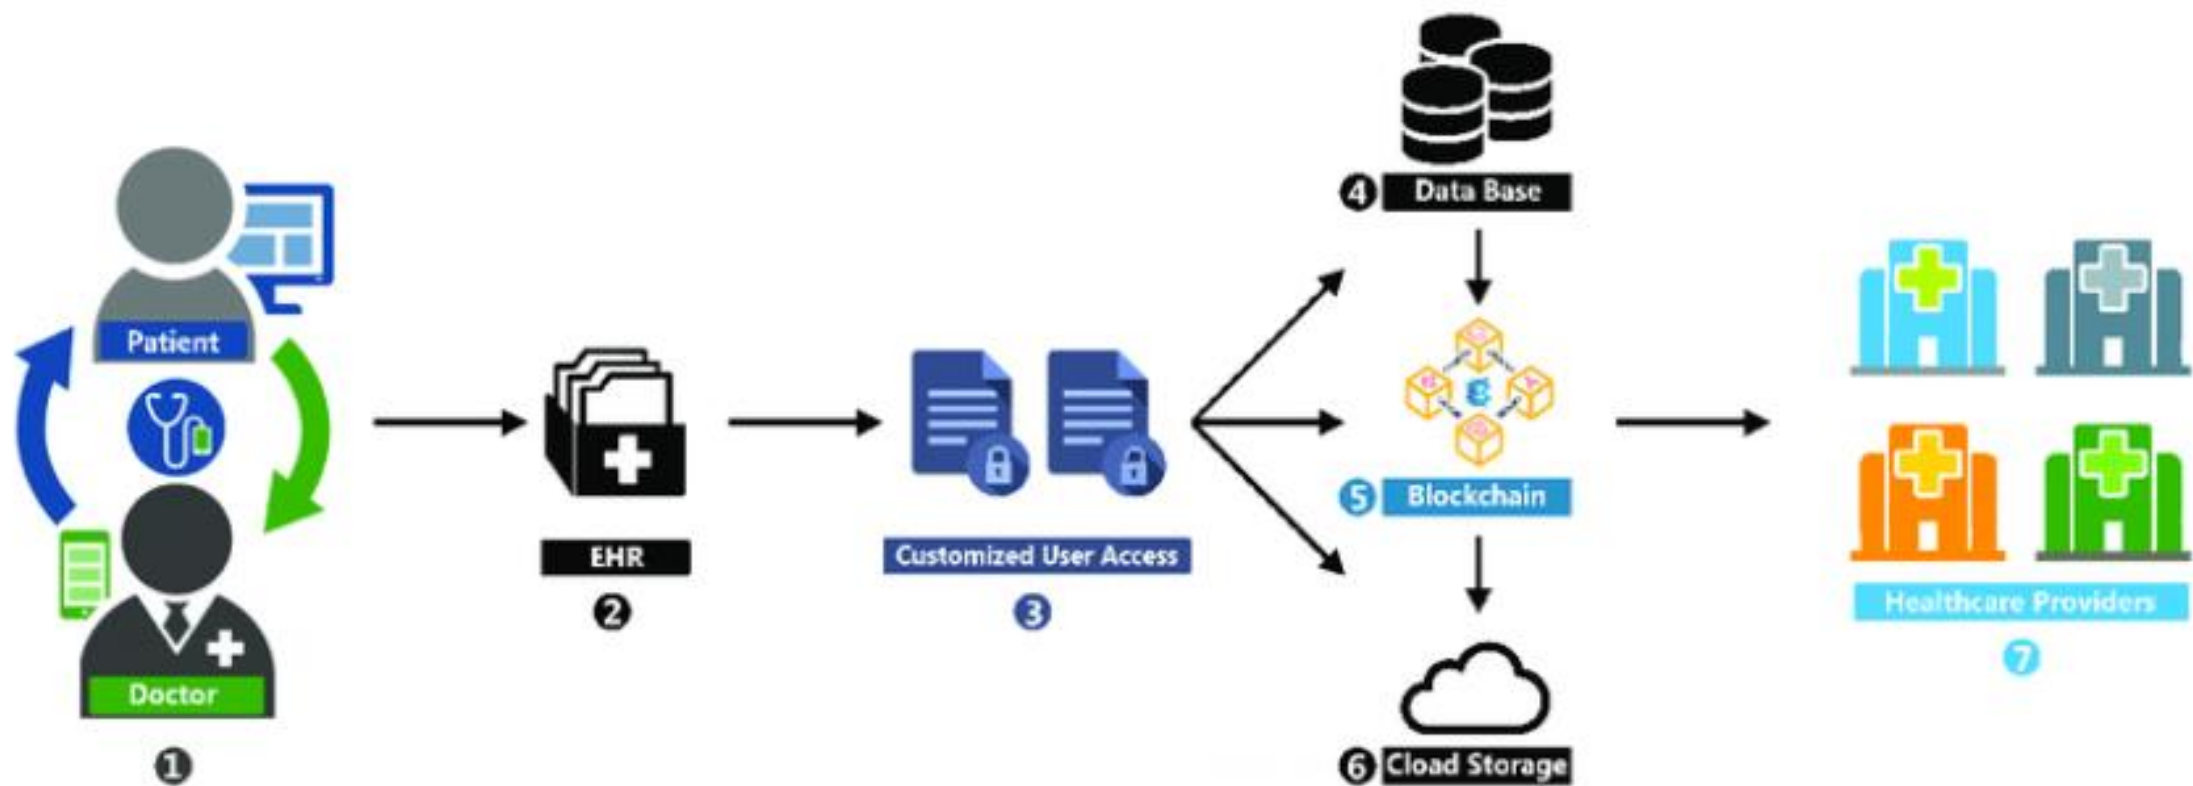 Patient
Doctor
1
EHR
2
Customized User Access
3
4 Data Base
5 Blockchain
6 Cload Storage
Healthcare Providers
7